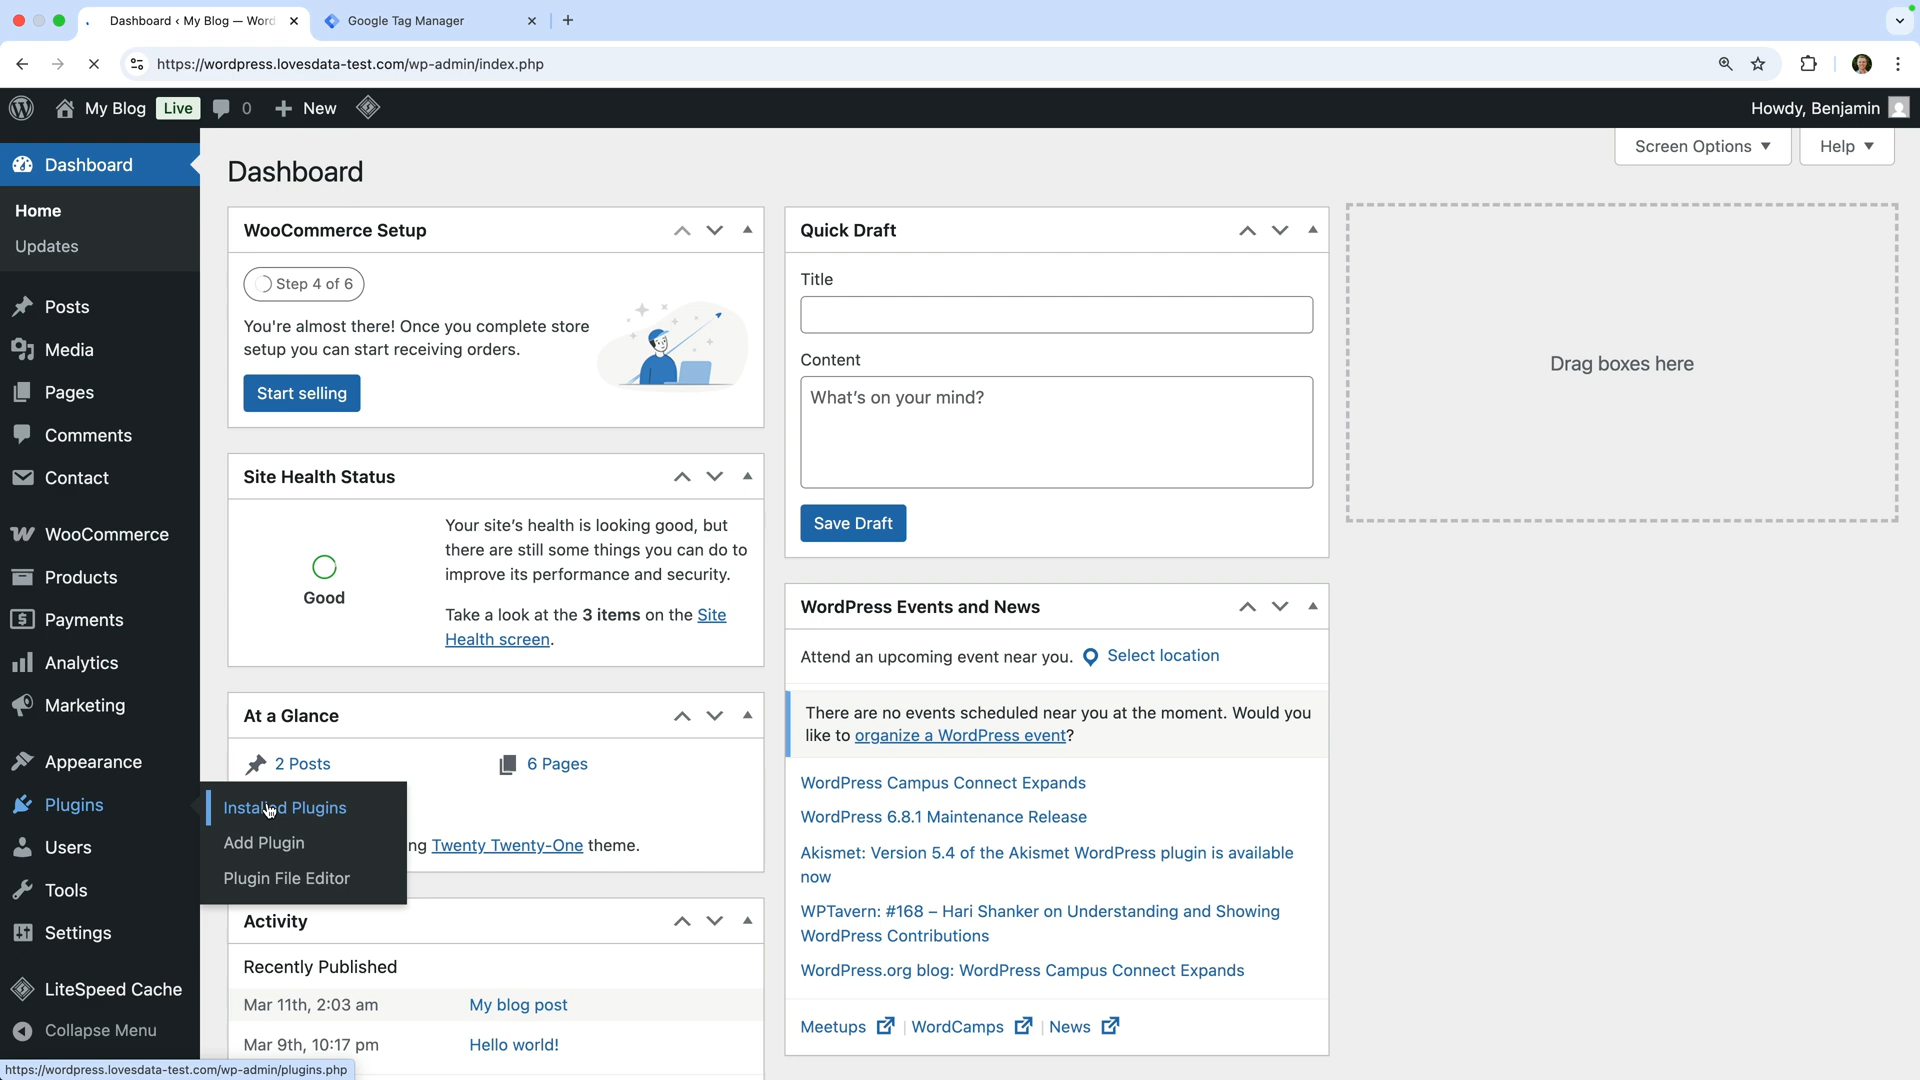 Dashboard ‹ My Blog — Word
Google Tag Manager
https://wordpress.lovesdata-test.com/wp-admin/index.php
My Blog
Live
0
New
Howdy, Benjamin
Screen Options
Help
Dashboard
Home
Updates
Posts
Media
Pages
Comments
Contact
WooCommerce
Products
Payments
Analytics
Marketing
Appearance
Plugins
Users
Tools
Settings
LiteSpeed Cache
Collapse Menu
Installed Plugins
Add Plugin
Plugin File Editor
Dashboard
WooCommerce Setup
Step 4 of 6
You're almost there! Once you complete store
setup you can start receiving orders.
Start selling
Site Health Status
Good
Your site's health is looking good, but
there are still some things you can do to
improve its performance and security.
Take a look at the 3 items on the Site
Health screen.
At a Glance
2 Posts
6 Pages
ng Twenty Twenty-One theme.
Activity
Recently Published
Mar 11th, 2:03 am
My blog post
Mar 9th, 10:17 pm
Hello world!
Quick Draft
Title
Content
What's on your mind?
Save Draft
WordPress Events and News
Attend an upcoming event near you.
Select location
There are no events scheduled near you at the moment. Would you
like to organize a WordPress event?
WordPress Campus Connect Expands
WordPress 6.8.1 Maintenance Release
Akismet: Version 5.4 of the Akismet WordPress plugin is available
now
WPTavern: #168 – Hari Shanker on Understanding and Showing
WordPress Contributions
WordPress.org blog: WordPress Campus Connect Expands
Meetups | WordCamps | News
Drag boxes here
https://wordpress.lovesdata-test.com/wp-admin/plugins.php